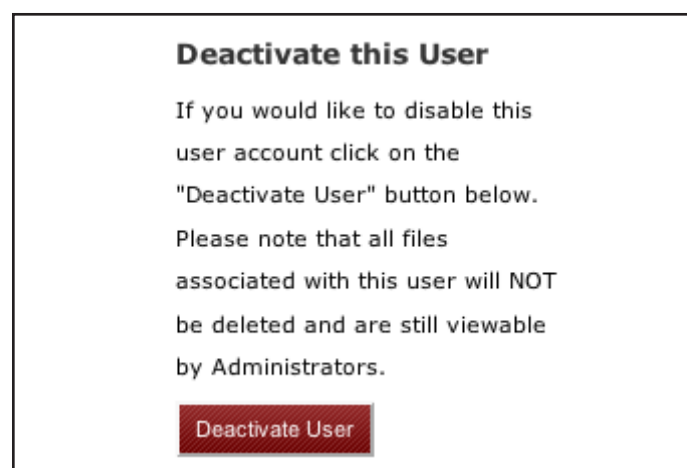 Deactivate this User
If you would like to disable this
user account click on the
"Deactivate User" button below.
Please note that all files
associated with this user will NOT
be deleted and are still viewable
by Administrators.
Deactivate User